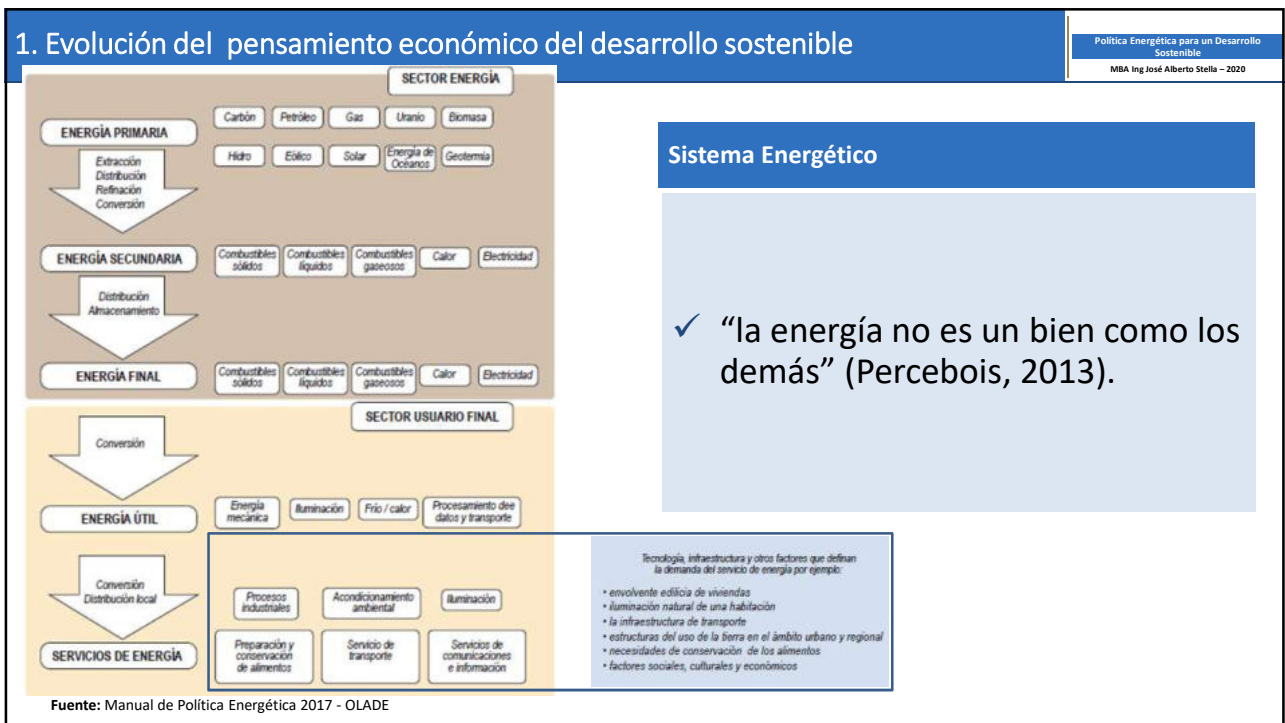 1. Evolución del pensamiento económico del desarrollo sostenible
Política Energética para un Desarrollo
Sostenible
MBA Ing José Alberto Stella – 2020
SECTOR ENERGÍA
ENERGÍA PRIMARIA
Carbón Petróleo Gas Uranio Biomasa
Hidro Eólico Solar Energía de Océanos Geotermia
Extracción
Distribución
Refinación
Conversión
ENERGÍA SECUNDARIA
Combustibles sólidos Combustibles líquidos Combustibles gaseosos Calor Electricidad
Distribución
Almacenamiento
ENERGÍA FINAL
Combustibles sólidos Combustibles líquidos Combustibles gaseosos Calor Electricidad
SECTOR USUARIO FINAL
Conversión
ENERGÍA ÚTIL
Energía mecánica Iluminación Frío / calor Procesamiento dee datos y transporte
Conversión
Distribución local
Procesos industriales Acondicionamiento ambiental Iluminación
SERVICIOS DE ENERGÍA
Preparación y conservación de alimentos Servicio de transporte Servicios de comunicaciones e información
Tecnología, infraestructura y otros factores que definan
la demanda del servicio de energía por ejemplo:
• envolvente edilicia de viviendas
• iluminación natural de una habitación
• la infraestructura de transporte
• estructuras del uso de la tierra en el ámbito urbano y regional
• necesidades de conservación de los alimentos
• factores sociales, culturales y económicos
Sistema Energético
✓ “la energía no es un bien como los
demás” (Percebois, 2013).
Fuente: Manual de Política Energética 2017 - OLADE